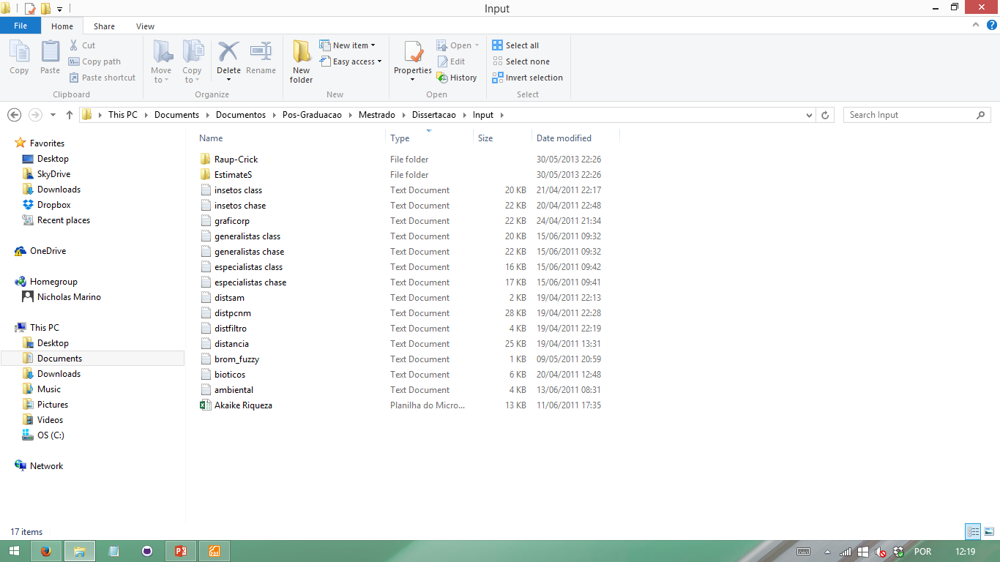 Input
File Home Share View
Copy Paste Cut Copy path Paste shortcut Clipboard
Move to Copy to Delete Rename Organize
New folder New item Easy access New
Properties Open Edit History Open
Select all Select none Invert selection Select
This PC Documents Documentos Pos-Graduacao Mestrado Dissertacao Input Search Input
Favorites
Desktop
SkyDrive
Downloads
Dropbox
Recent places
OneDrive
Homegroup
Nicholas Marino
This PC
Desktop
Documents
Downloads
Music
Pictures
Videos
OS (C:)
Network
Name Type Size Date modified
Raup-Crick File folder 30/05/2013 22:26
EstimateS File folder 30/05/2013 22:26
insetos class Text Document 20 KB 21/04/2011 22:17
insetos chase Text Document 22 KB 20/04/2011 22:48
graficorp Text Document 22 KB 24/04/2011 21:34
generalistas class Text Document 20 KB 15/06/2011 09:32
generalistas chase Text Document 22 KB 15/06/2011 09:32
especialistas class Text Document 16 KB 15/06/2011 09:42
especialistas chase Text Document 17 KB 15/06/2011 09:41
distsam Text Document 2 KB 19/04/2011 22:13
distpcnm Text Document 28 KB 19/04/2011 22:28
distfiltro Text Document 4 KB 19/04/2011 22:19
distancia Text Document 25 KB 19/04/2011 13:31
brom_fuzzy Text Document 1 KB 09/05/2011 20:59
bioticos Text Document 6 KB 20/04/2011 12:48
ambiental Text Document 4 KB 13/06/2011 08:31
Akaike Riqueza Planilha do Micro... 13 KB 11/06/2011 17:35
17 items
POR 12:19